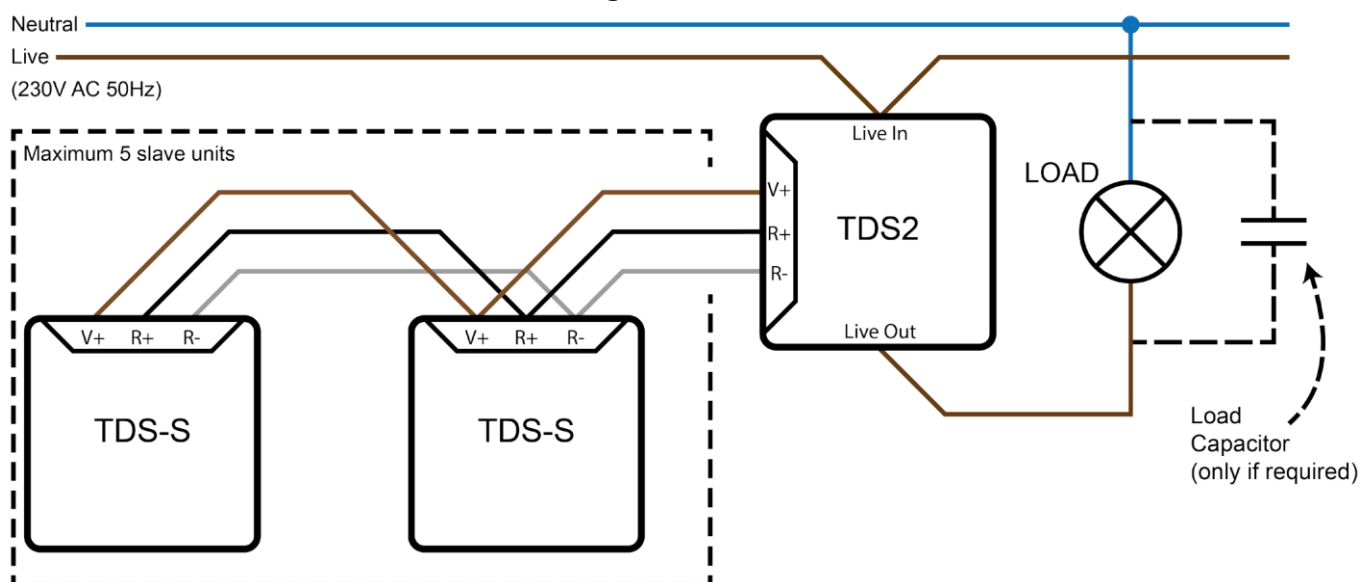 Neutral
Live
(230V AC 50Hz)
Maximum 5 slave units
Live In
V+
R+
R-
TDS2
Live Out
LOAD
V+ R+ R-
TDS-S
V+ R+ R-
TDS-S
Load
Capacitor
(only if required)